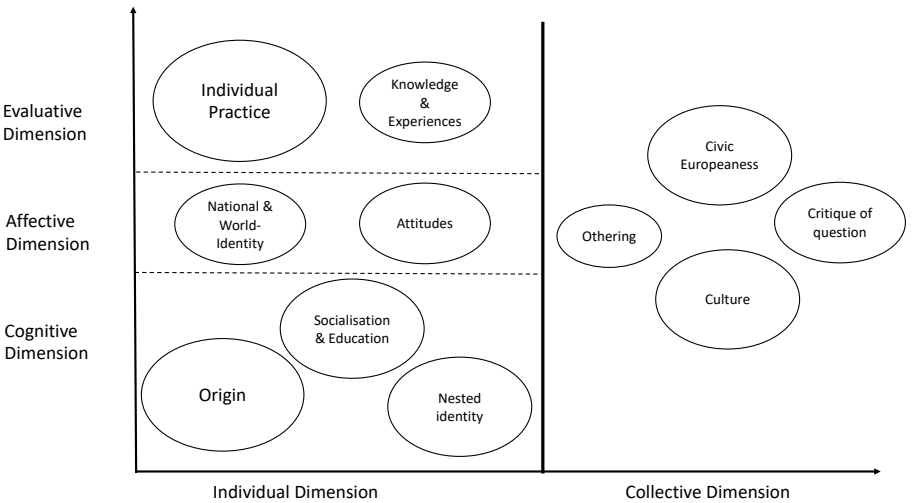 Evaluative
Dimension
Individual
Practice
Knowledge
&
Experiences
Civic
Europeaness
Affective
Dimension
National &
World-
Identity
Attitudes
Othering
Critique of
question
Culture
Cognitive
Dimension
Socialisation
& Education
Origin
Nested
identity
Individual Dimension
Collective Dimension